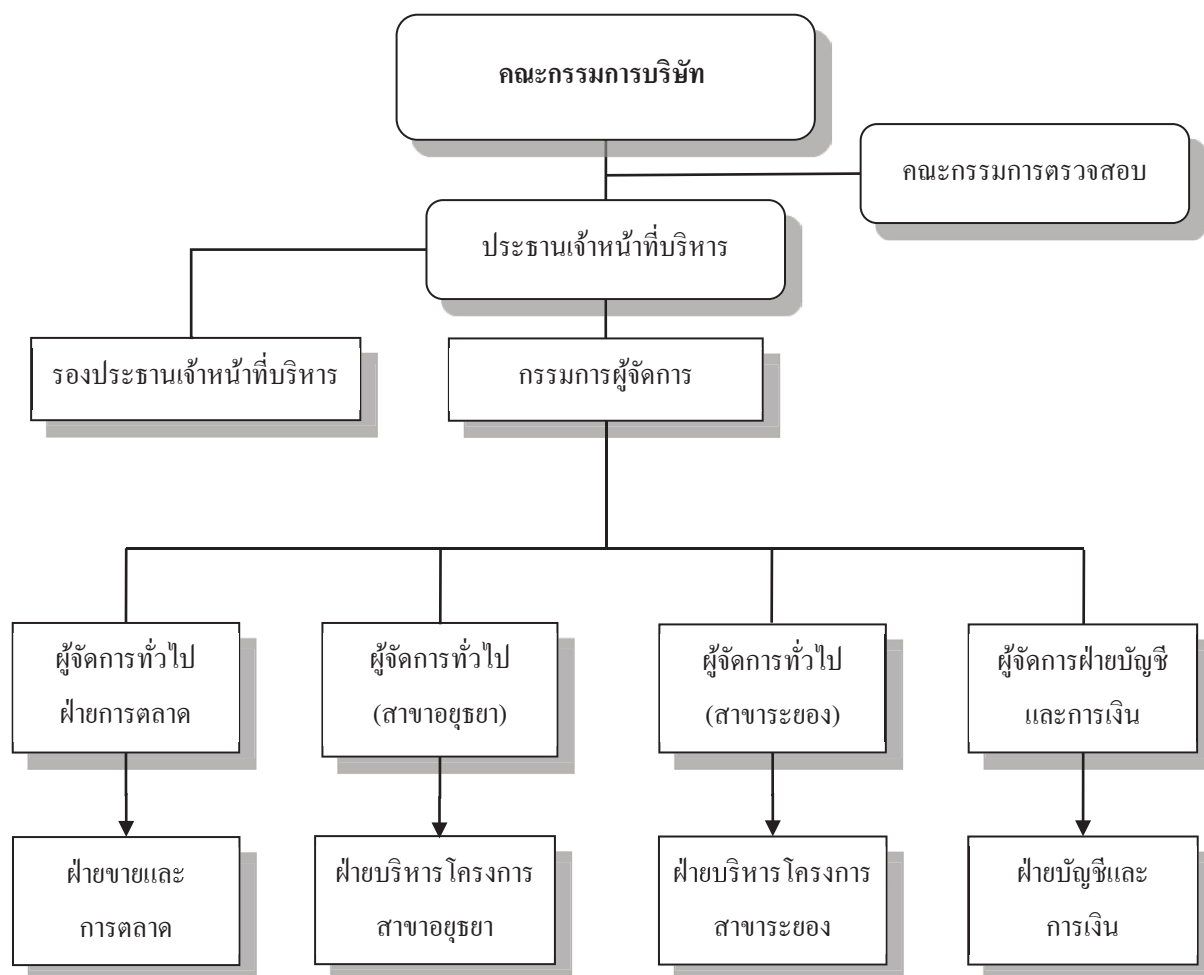 คณะกรรมการบริษัท
คณะกรรมการตรวจสอบ
ประธานเจ้าหน้าที่บริหาร
รองประธานเจ้าหน้าที่บริหาร
กรรมการผู้จัดการ
ผู้จัดการทั่วไป
ฝ่ายการตลาด
ผู้จัดการทั่วไป
(สาขาอยุธยา)
ผู้จัดการทั่วไป
(สาขาระยอง)
ผู้จัดการฝ่ายบัญชี
และการเงิน
ฝ่ายขายและ
การตลาด
ฝ่ายบริหารโครงการ
สาขาอยุธยา
ฝ่ายบริหารโครงการ
สาขาระยอง
ฝ่ายบัญชีและ
การเงิน